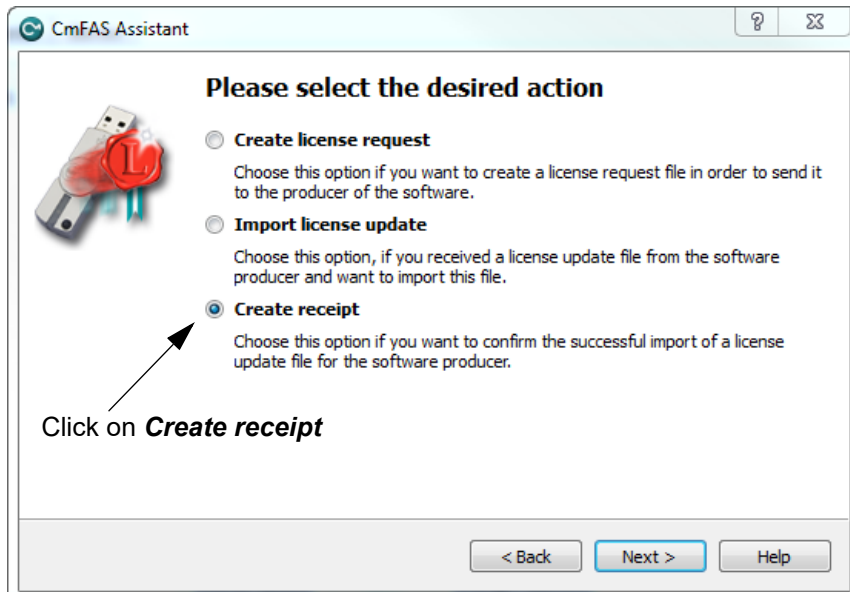 CmFAS Assistant
Please select the desired action
Create license request
Choose this option if you want to create a license request file in order to send it
to the producer of the software.
Import license update
Choose this option, if you received a license update file from the software
producer and want to import this file.
Create receipt
Choose this option if you want to confirm the successful import of a license
update file for the software producer.
Click on Create receipt
< Back
Next >
Help
L